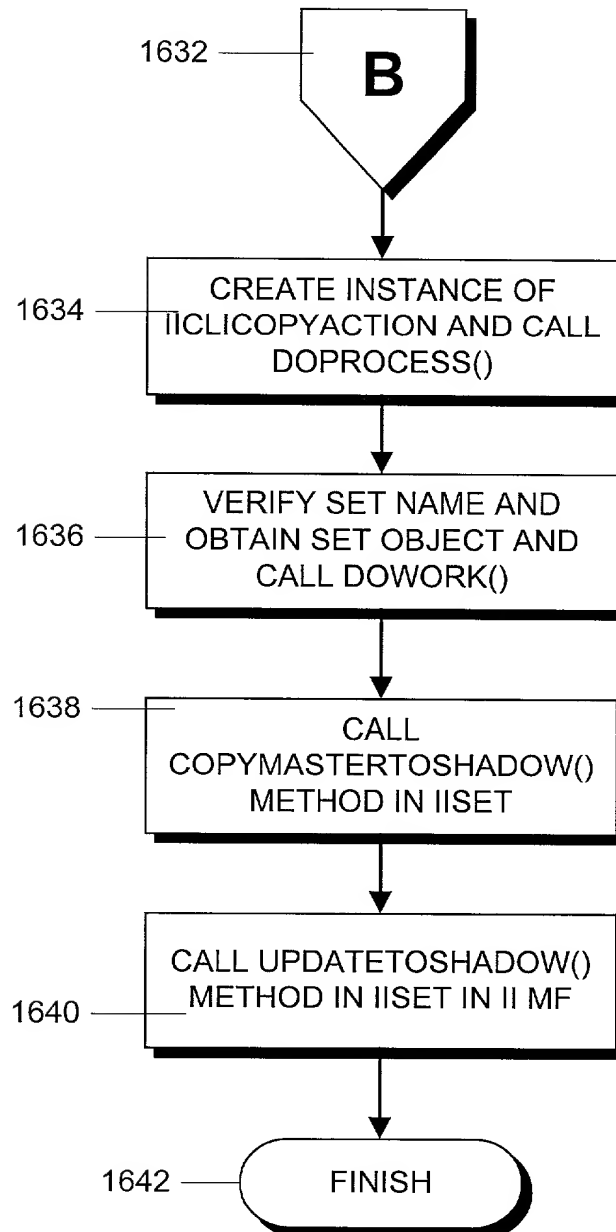 1632
B
1634
CREATE INSTANCE OF
IICLICOPYACTION AND CALL
DOPROCESS()
1636
VERIFY SET NAME AND
OBTAIN SET OBJECT AND
CALL DOWORK()
1638
CALL
COPYMASTERTOSHADOW()
METHOD IN IISET
CALL UPDATETOSHADOW()
METHOD IN IISET IN II MF
1640
1642
FINISH